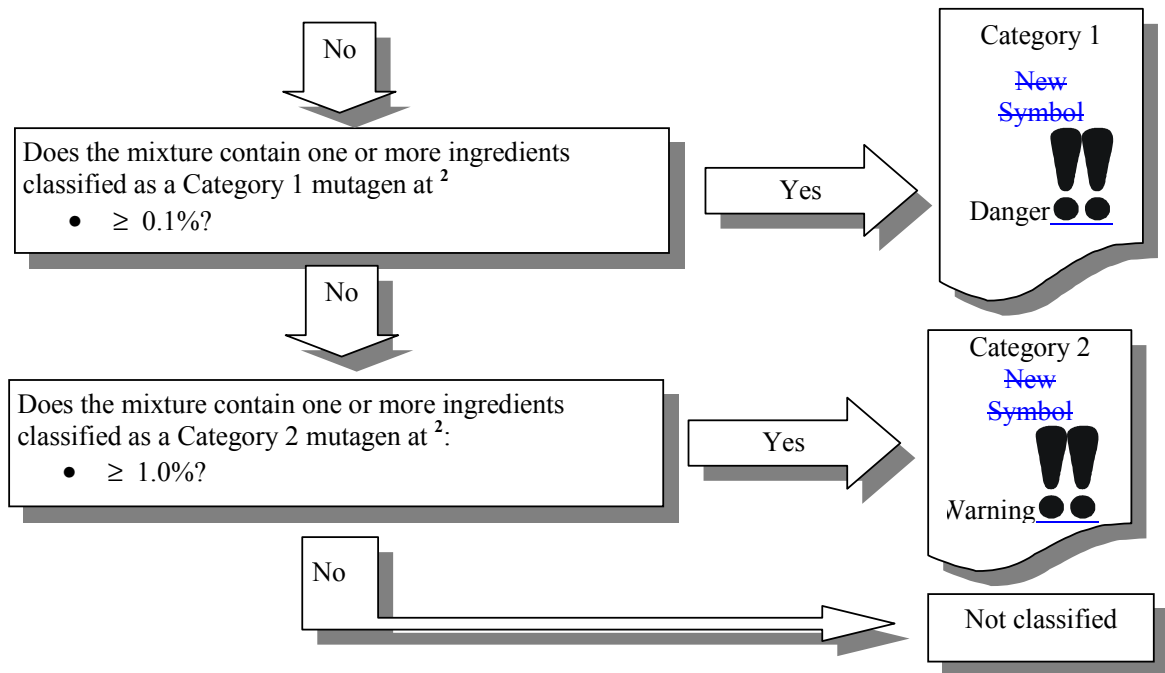 No
Category 1
New
Symbol
Danger‼
Does the mixture contain one or more ingredients
classified as a Category 1 mutagen at ²
• ≥ 0.1%?
Yes
No
Category 2
New
Symbol
Warning‼
Does the mixture contain one or more ingredients
classified as a Category 2 mutagen at ²:
• ≥ 1.0%?
Yes
No
Not classified